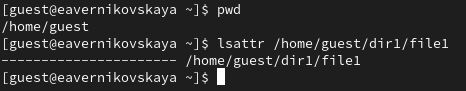 [guest@eavernikovskaya ~]$ pwd
/home/guest
[guest@eavernikovskaya ~]$ lsattr /home/guest/dir1/file1
---------------------- /home/guest/dir1/file1
[guest@eavernikovskaya ~]$